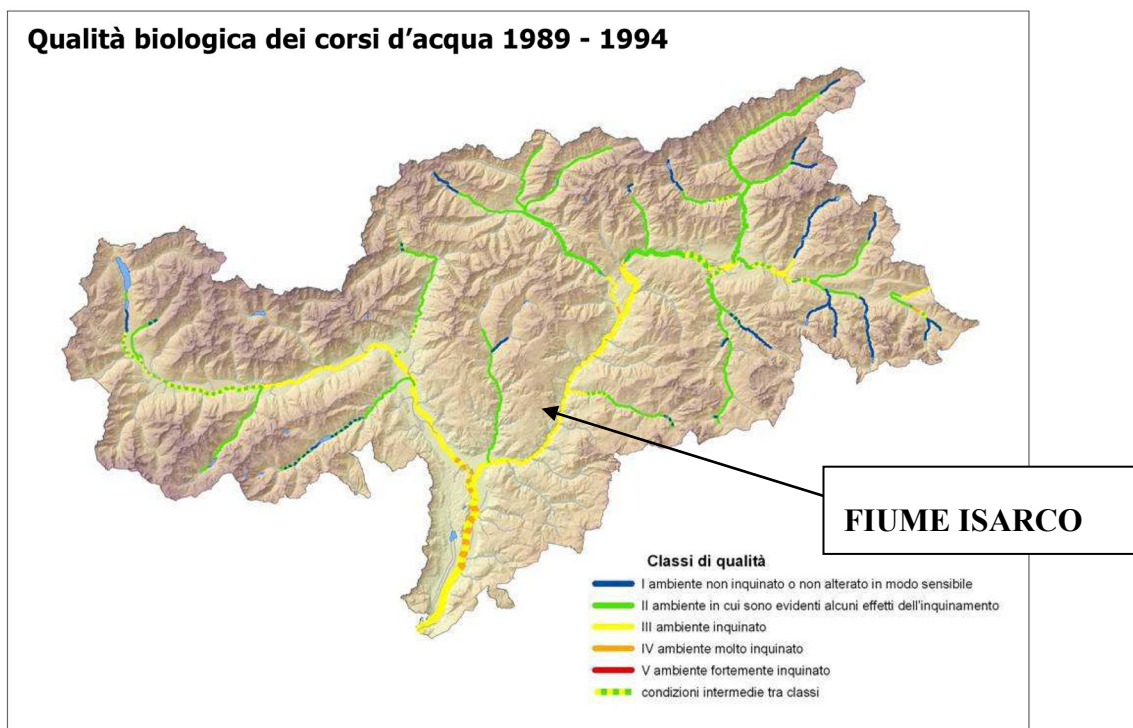 Qualità biologica dei corsi d'acqua 1989 - 1994
FIUME ISARCO
Classi di qualità
I ambiente non inquinato o non alterato in modo sensibile
II ambiente in cui sono evidenti alcuni effetti dell'inquinamento
III ambiente inquinato
IV ambiente molto inquinato
V ambiente fortemente inquinato
condizioni intermedie tra classi